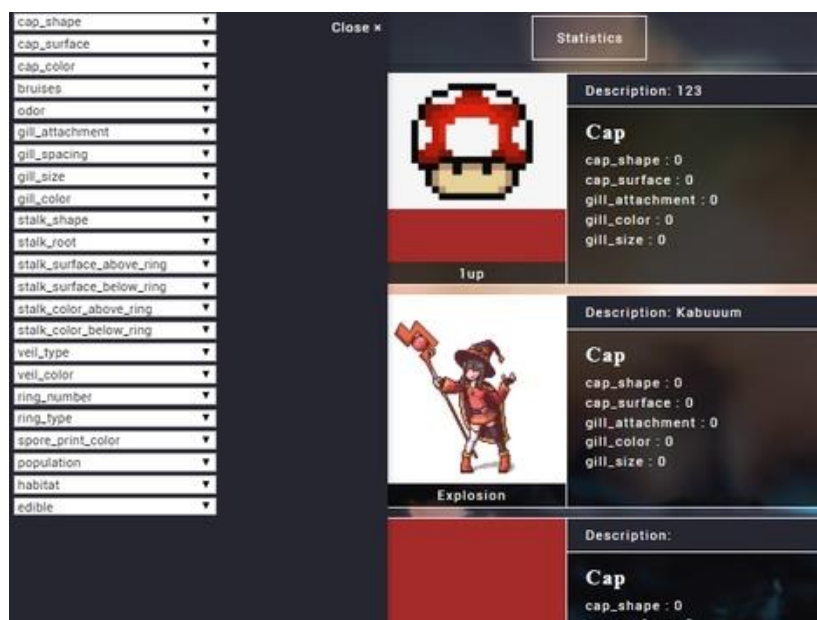 cap_shape
cap_surface
cap_color
bruises
odor
gill_attachment
gill_spacing
gill_size
gill_color
stalk_shape
stalk_root
stalk_surface_above_ring
stalk_surface_below_ring
stalk_color_above_ring
stalk_color_below_ring
veil_type
veil_color
ring_number
ring_type
spore_print_color
population
habitat
edible
Close ×
Statistics
1up
Description: 123
Cap
cap_shape : 0
cap_surface : 0
gill_attachment : 0
gill_color : 0
gill_size : 0
Explosion
Description: Kabuuum
Cap
cap_shape : 0
cap_surface : 0
gill_attachment : 0
gill_color : 0
gill_size : 0
Description:
Cap
cap_shape : 0